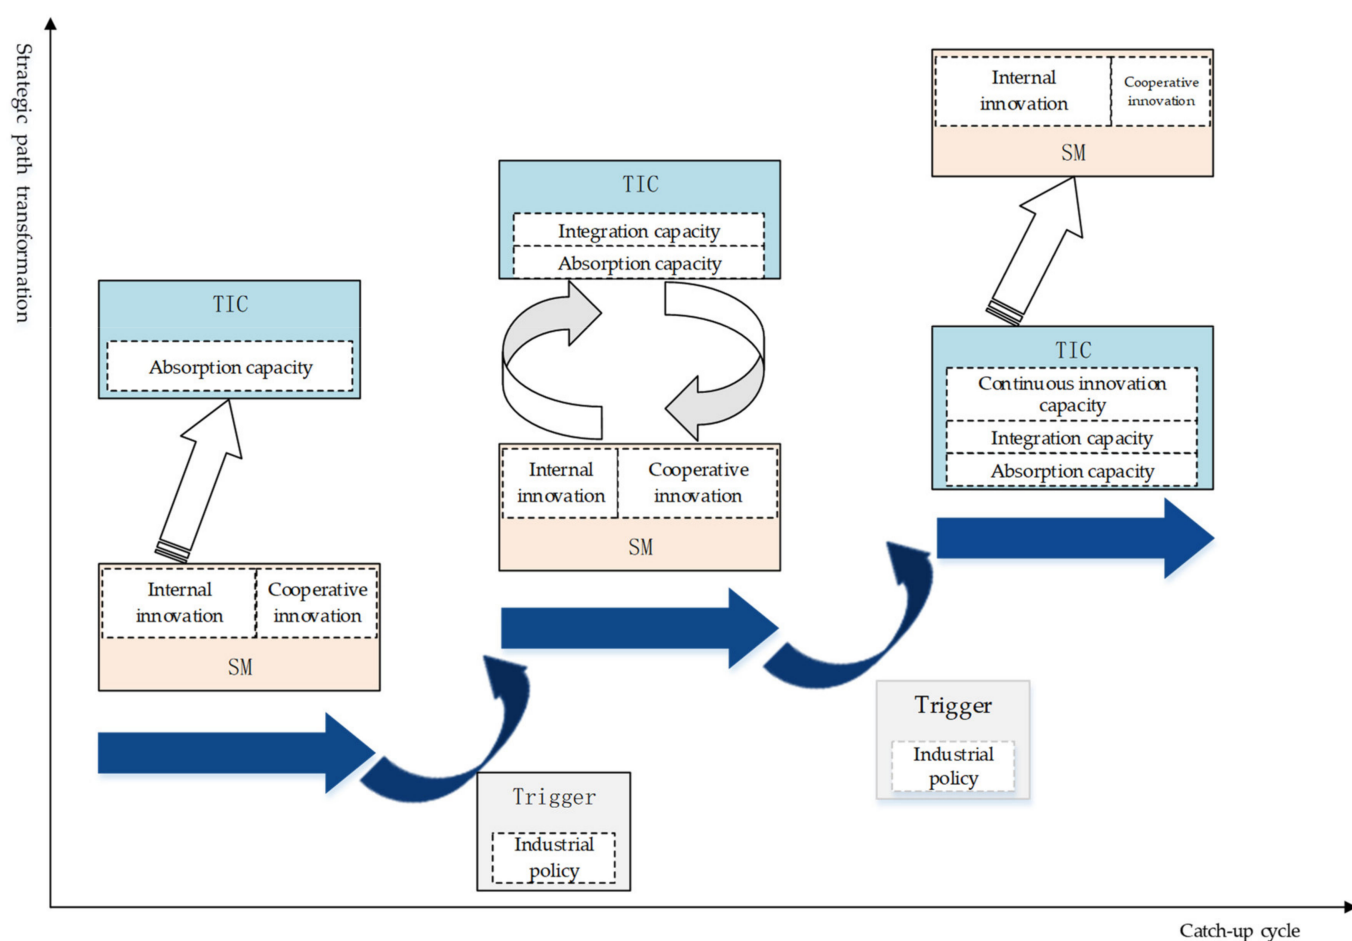 Strategic path transformation
TIC
Absorption capacity
Internal
innovation
Cooperative
innovation
SM
TIC
Integration capacity
Absorption capacity
Internal
innovation
Cooperative
innovation
SM
Trigger
Industrial
policy
Internal
innovation
Cooperative
innovation
SM
TIC
Continuous innovation
capacity
Integration capacity
Absorption capacity
Trigger
Industrial
policy
Catch-up cycle